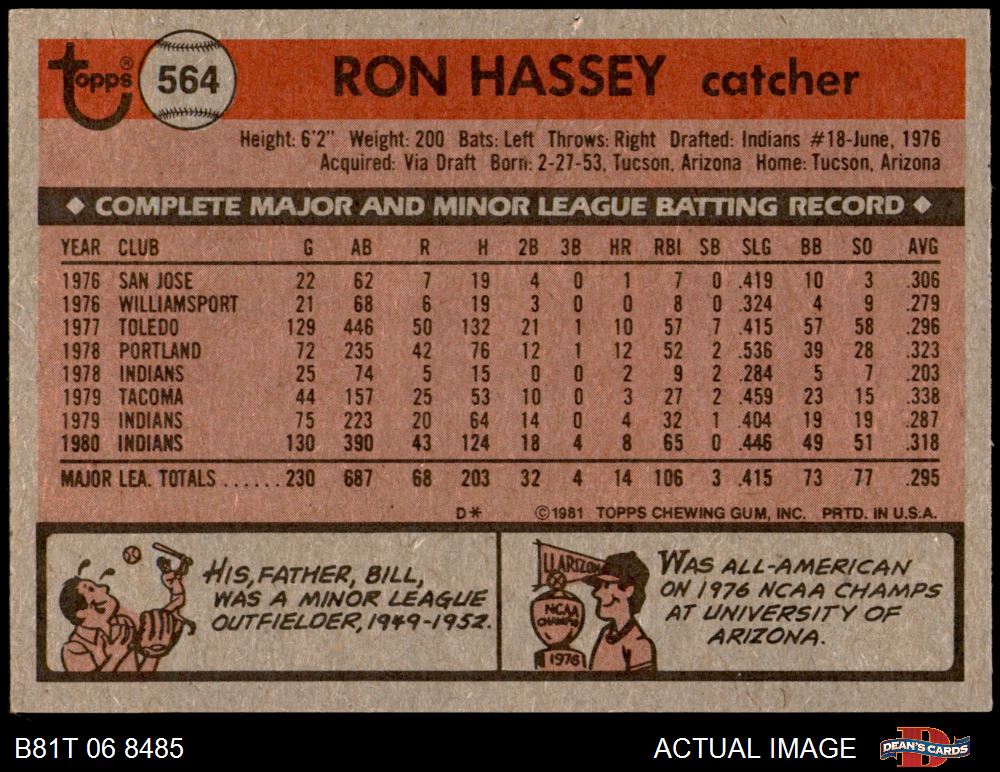 topps® 564 RON HASSEY catcher
Height: 6'2" Weight: 200 Bats: Left Throws: Right Drafted: Indians #18-June, 1976
Acquired: Via Draft Born: 2-27-53, Tucson, Arizona Home: Tucson, Arizona
◆ COMPLETE MAJOR AND MINOR LEAGUE BATTING RECORD ◆
YEAR CLUB G AB R H 2B 3B HR RBI SB SLG BB SO AVG
1976 SAN JOSE 22 62 7 19 4 0 1 7 0 .419 10 3 .306
1976 WILLIAMSPORT 21 68 6 19 3 0 0 8 0 .324 4 9 .279
1977 TOLEDO 129 446 50 132 21 1 10 57 7 .415 57 58 .296
1978 PORTLAND 72 235 42 76 12 1 12 52 2 .536 39 28 .323
1978 INDIANS 25 74 5 15 0 0 2 9 2 .284 5 7 .203
1979 TACOMA 44 157 25 53 10 0 3 27 2 .459 23 15 .338
1979 INDIANS 75 223 20 64 14 0 4 32 1 .404 19 19 .287
1980 INDIANS 130 390 43 124 18 4 8 65 0 .446 49 51 .318
MAJOR LEA. TOTALS ......230 687 68 203 32 4 14 106 3 .415 73 77 .295
D* ©1981 TOPPS CHEWING GUM, INC. PRTD. IN U.S.A.
HIS, FATHER, BILL,
WAS A MINOR LEAGUE
OUTFIELDER, 1949-1952.
U. ARIZONA
NCAA
CHAMPS
1976
WAS ALL-AMERICAN
ON 1976 NCAA CHAMPS
AT UNIVERSITY OF
ARIZONA.
B81T 06 8485 ACTUAL IMAGE DEAN'S CARDS